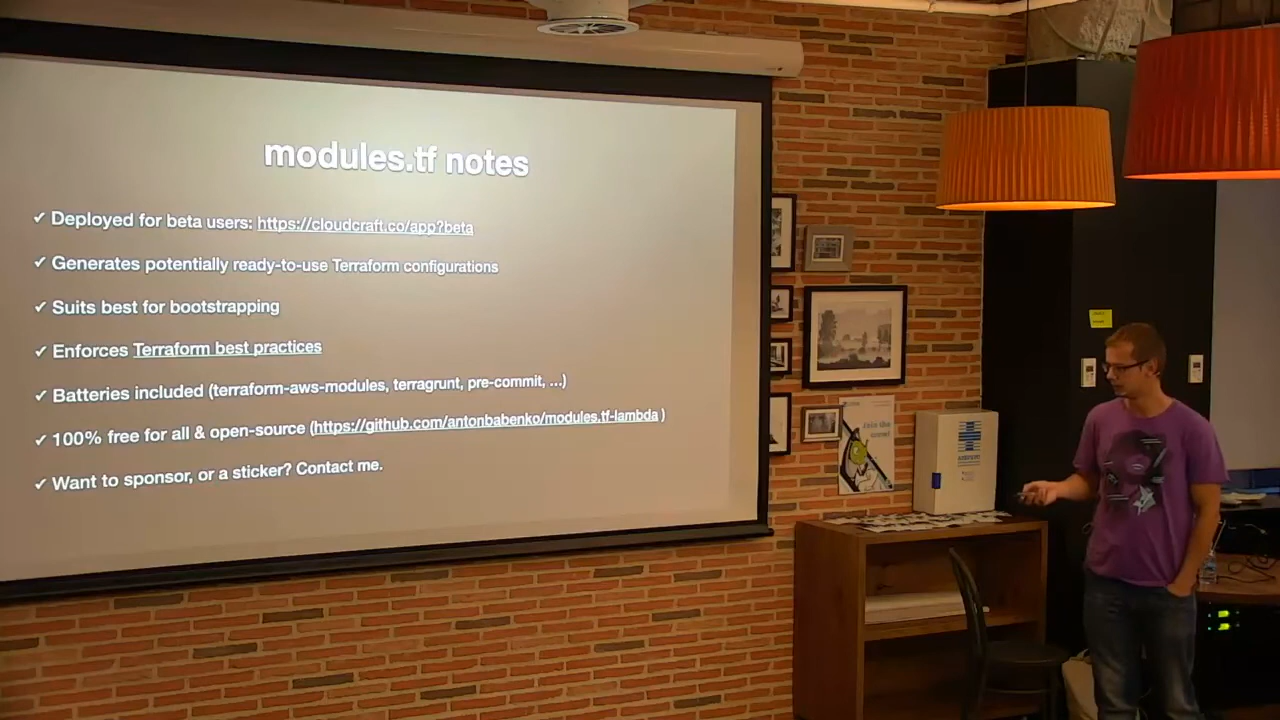 modules.tf notes
✓ Deployed for beta users: https://cloudcraft.co/app?beta
✓ Generates potentially ready-to-use Terraform configurations
✓ Suits best for bootstrapping
✓ Enforces Terraform best practices
✓ Batteries included (terraform-aws-modules, terragrunt, pre-commit, ...)
✓ 100% free for all & open-source (https://github.com/antonbabenko/modules.tf-lambda )
✓ Want to sponsor, or a sticker? Contact me.
Join the